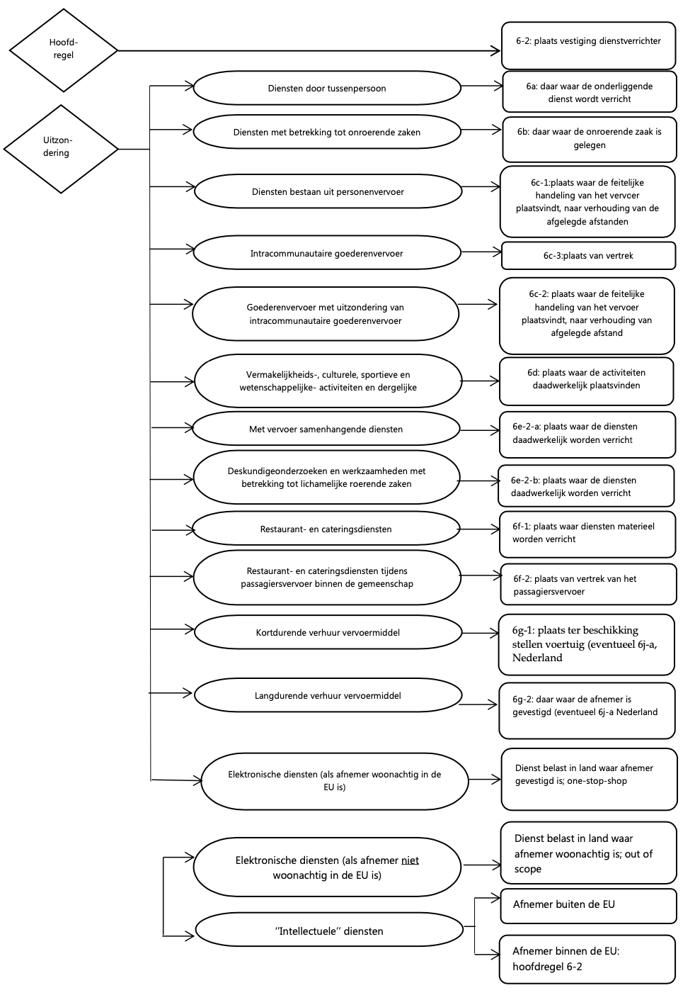 Hoofd-
regel
6-2: plaats vestiging dienstverrichter
Uitzon-
dering
Diensten door tussenpersoon
6a: daar waar de onderliggende
dienst wordt verricht
Diensten met betrekking tot onroerende zaken
6b: daar waar de onroerende zaak is
gelegen
Diensten bestaan uit personenvervoer
6c-1:plaats waar de feitelijke
handeling van het vervoer
plaatsvindt, naar verhouding van de
afgelegde afstanden
Intracommunautaire goederenvervoer
6c-3:plaats van vertrek
Goederenvervoer met uitzondering van
intracommunautaire goederenvervoer
6c-2: plaats waar de feitelijke
handeling van het vervoer
plaatsvindt, naar verhouding van
afgelegde afstand
Vermakelijkheids-, culturele, sportieve en
wetenschappelijke- activiteiten en dergelijke
6d: plaats waar de activiteiten
daadwerkelijk plaatsvinden
Met vervoer samenhangende diensten
6e-2-a: plaats waar de diensten
daadwerkelijk worden verricht
Deskundigeonderzoeken en werkzaamheden met
betrekking tot lichamelijke roerende zaken
6e-2-b: plaats waar de diensten
daadwerkelijk worden verricht
Restaurant- en cateringsdiensten
6f-1: plaats waar diensten materieel
worden verricht
Restaurant- en cateringsdiensten tijdens
passagiersvervoer binnen de gemeenschap
6f-2: plaats van vertrek van het
passagiersvervoer
Kortdurende verhuur vervoermiddel
6g-1: plaats ter beschikking
stellen voertuig (eventueel 6j-a,
Nederland
Langdurende verhuur vervoermiddel
6g-2: daar waar de afnemer is
gevestigd (eventueel 6j-a Nederland
Elektronische diensten (als afnemer woonachtig in de
EU is)
Dienst belast in land waar afnemer
gevestigd is; one-stop-shop
Elektronische diensten (als afnemer niet
woonachtig in de EU is)
Dienst belast in land waar
afnemer woonachtig is; out of
scope
"Intellectuele" diensten
Afnemer buiten de EU
Afnemer binnen de EU:
hoofdregel 6-2